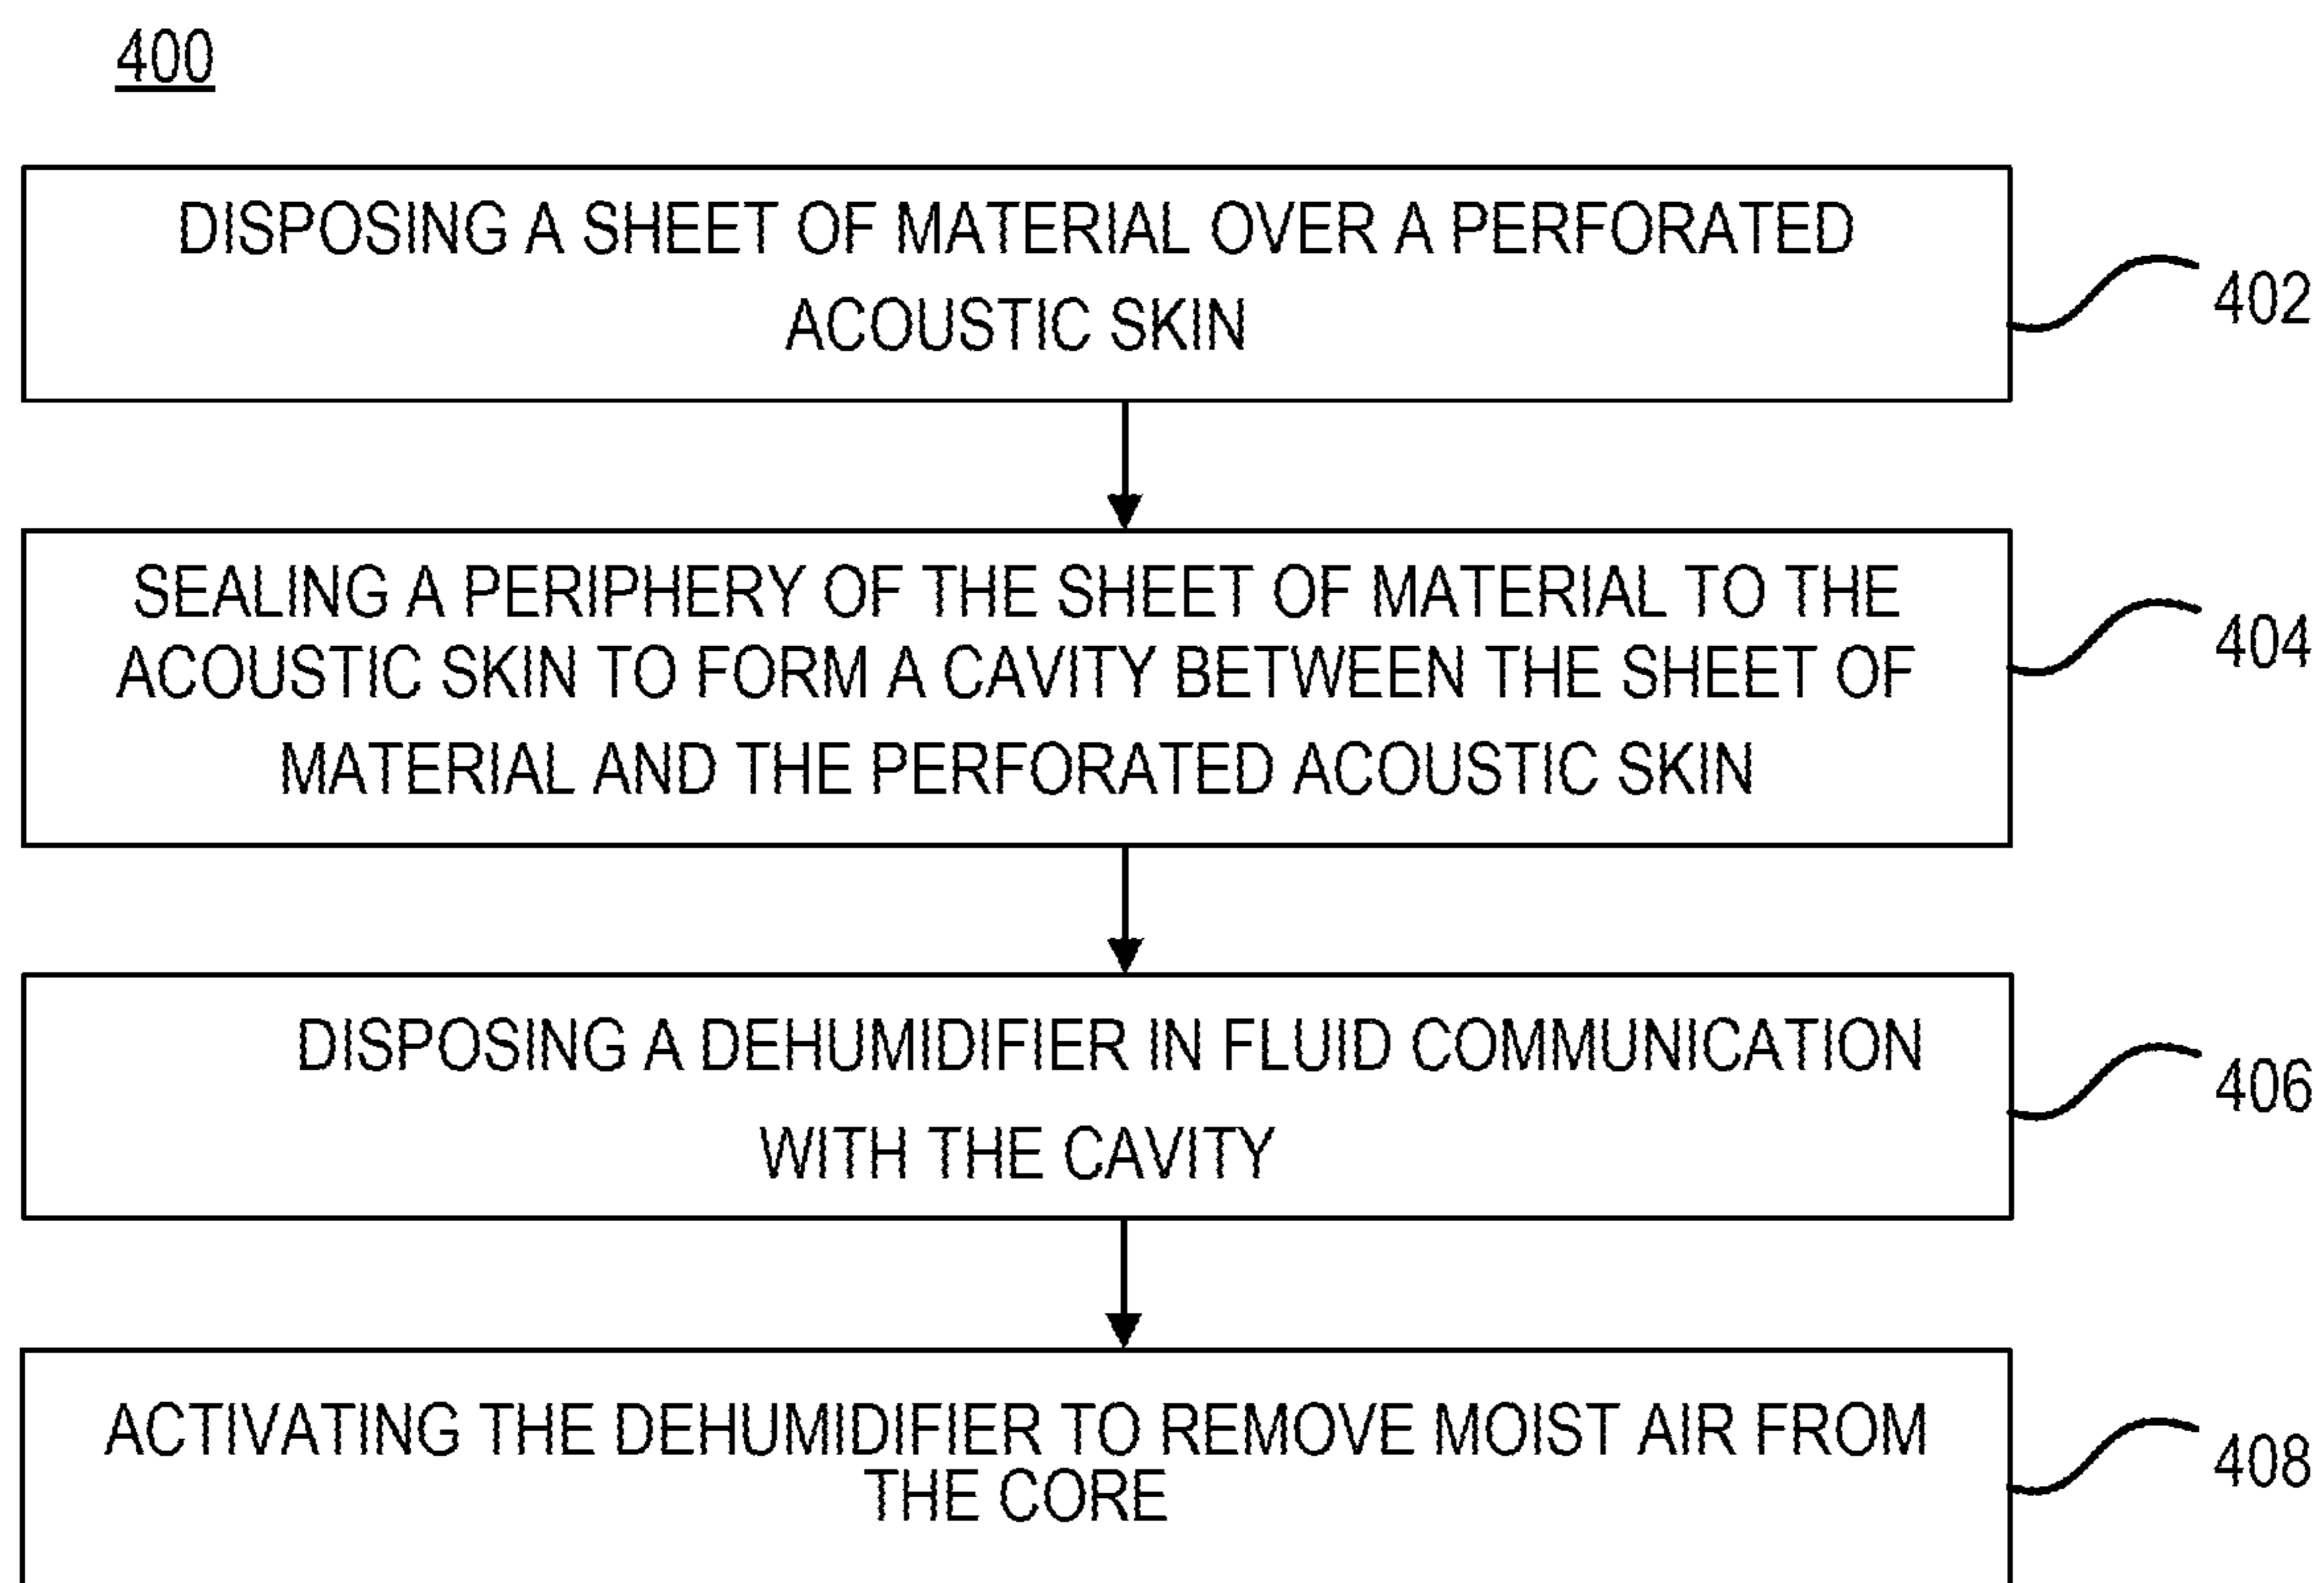 400
DISPOSING A SHEET OF MATERIAL OVER A PERFORATED
ACOUSTIC SKIN
402
SEALING A PERIPHERY OF THE SHEET OF MATERIAL TO THE
ACOUSTIC SKIN TO FORM A CAVITY BETWEEN THE SHEET OF
MATERIAL AND THE PERFORATED ACOUSTIC SKIN
404
DISPOSING A DEHUMIDIFIER IN FLUID COMMUNICATION
WITH THE CAVITY
406
ACTIVATING THE DEHUMIDIFIER TO REMOVE MOIST AIR FROM
THE CORE
408